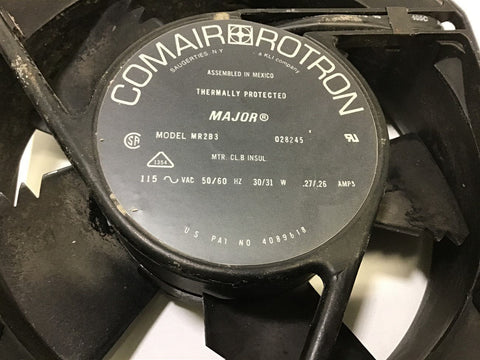 COMAIR ROTRON
SAUGERTIES, N.Y. a KLI company
ASSEMBLED IN MEXICO
THERMALLY PROTECTED
MAJOR®
MODEL MR2B3 028245
MTR. CL.B INSUL.
1354
115 ∿ VAC 50/60 HZ 30/31 W .27/.26 AMPS
U.S. PAT NO 4089618